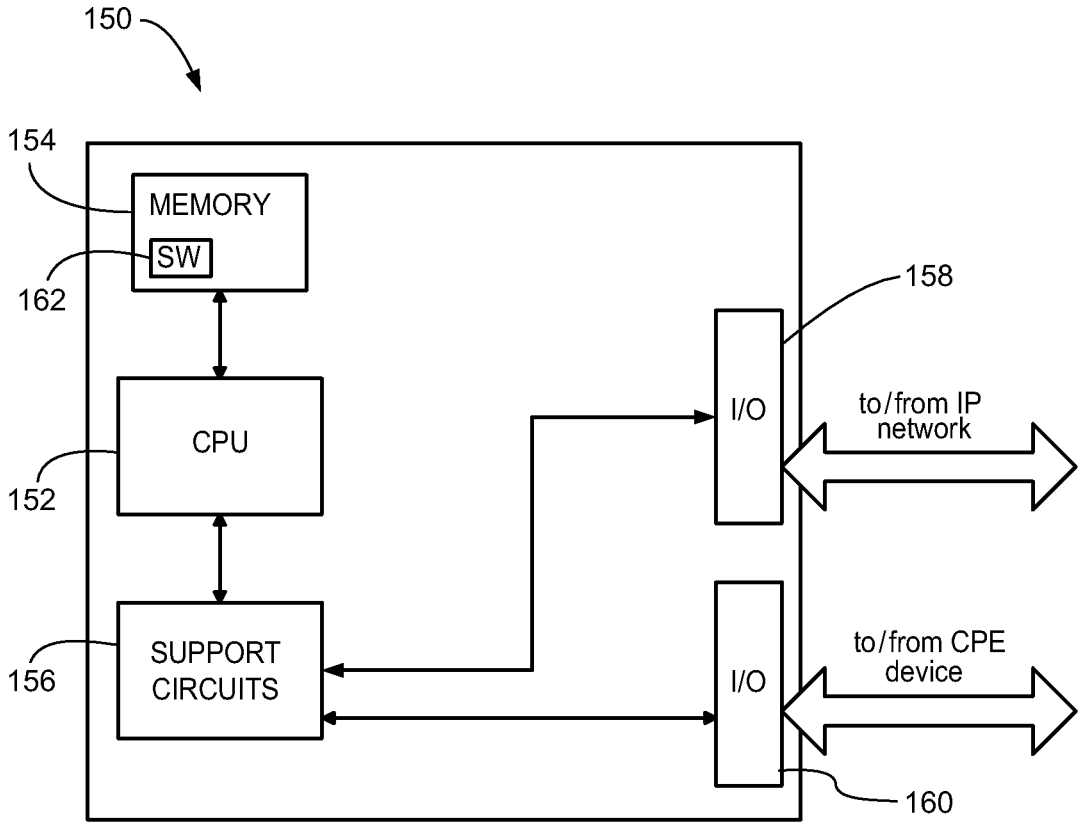 150
154
MEMORY
SW
162
158
CPU
I/O
to/from IP
network
152
SUPPORT
CIRCUITS
156
I/O
to/from CPE
device
160